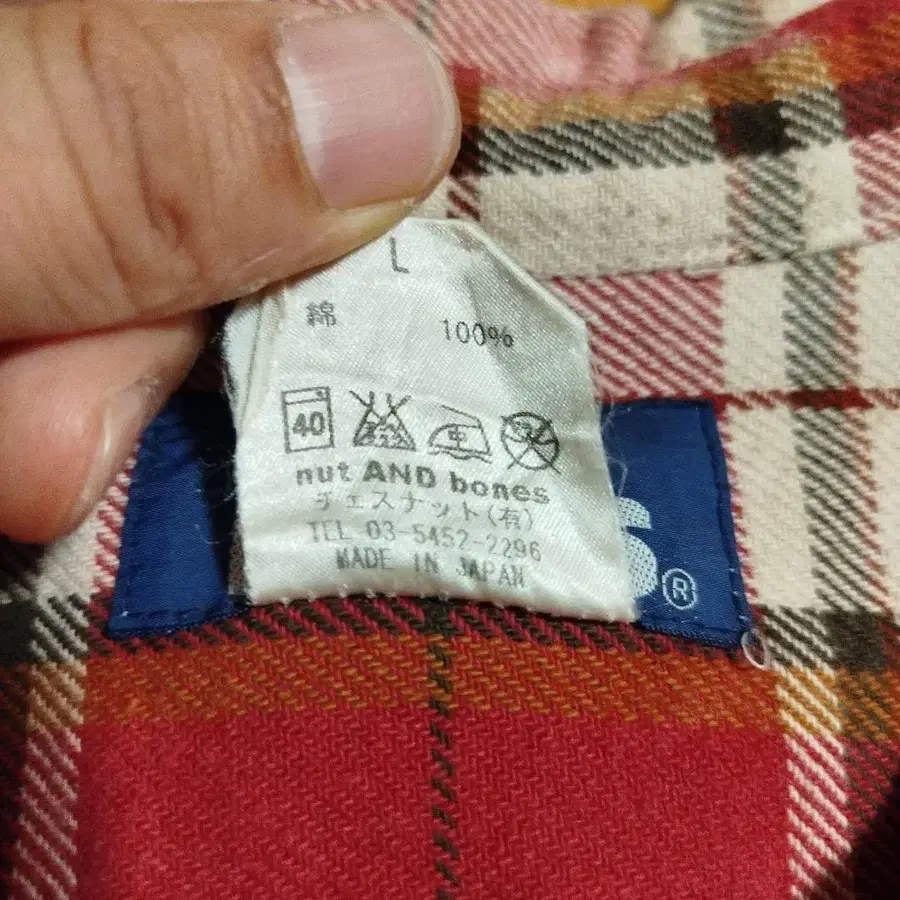 L
綿 100%
40
中
nut AND bones
チェスナット(有)
TEL 03-5452-2296
MADE IN JAPAN
S®